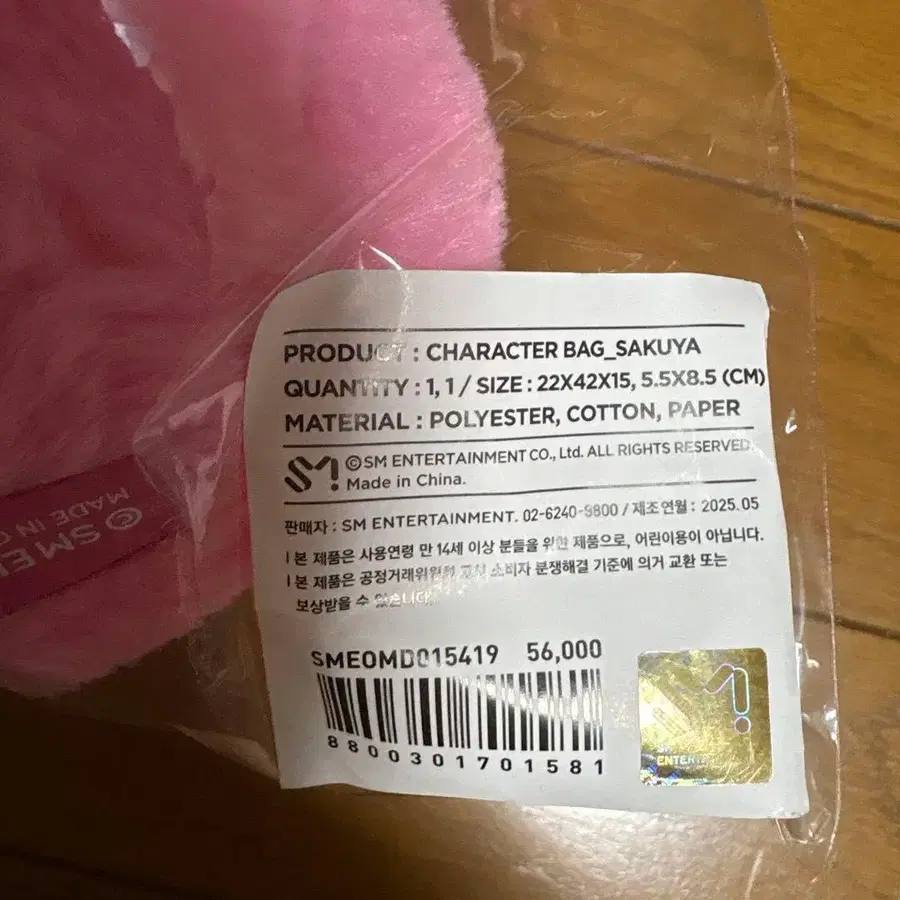 PRODUCT : CHARACTER BAG_SAKUYA
QUANTITY : 1, 1 / SIZE : 22X42X15, 5.5X8.5 (CM)
MATERIAL : POLYESTER, COTTON, PAPER
SM!
©SM ENTERTAINMENT CO., Ltd. ALL RIGHTS RESERVED.
Made in China.
판매자 : SM ENTERTAINMENT. 02-6240-9800 / 제조연월 : 2025.05
ㅣ본 제품은 사용연령 만 14세 이상 분들을 위한 제품으로, 어린이용이 아닙니다.
ㅣ본 제품은 공정거래위원회 고시 소비자 분쟁해결 기준에 의거 교환 또는
보상받을 수 있습니다.
SMEOMD015419 56,000
8800301701581
ENTERT
©SM E
MADE IN C